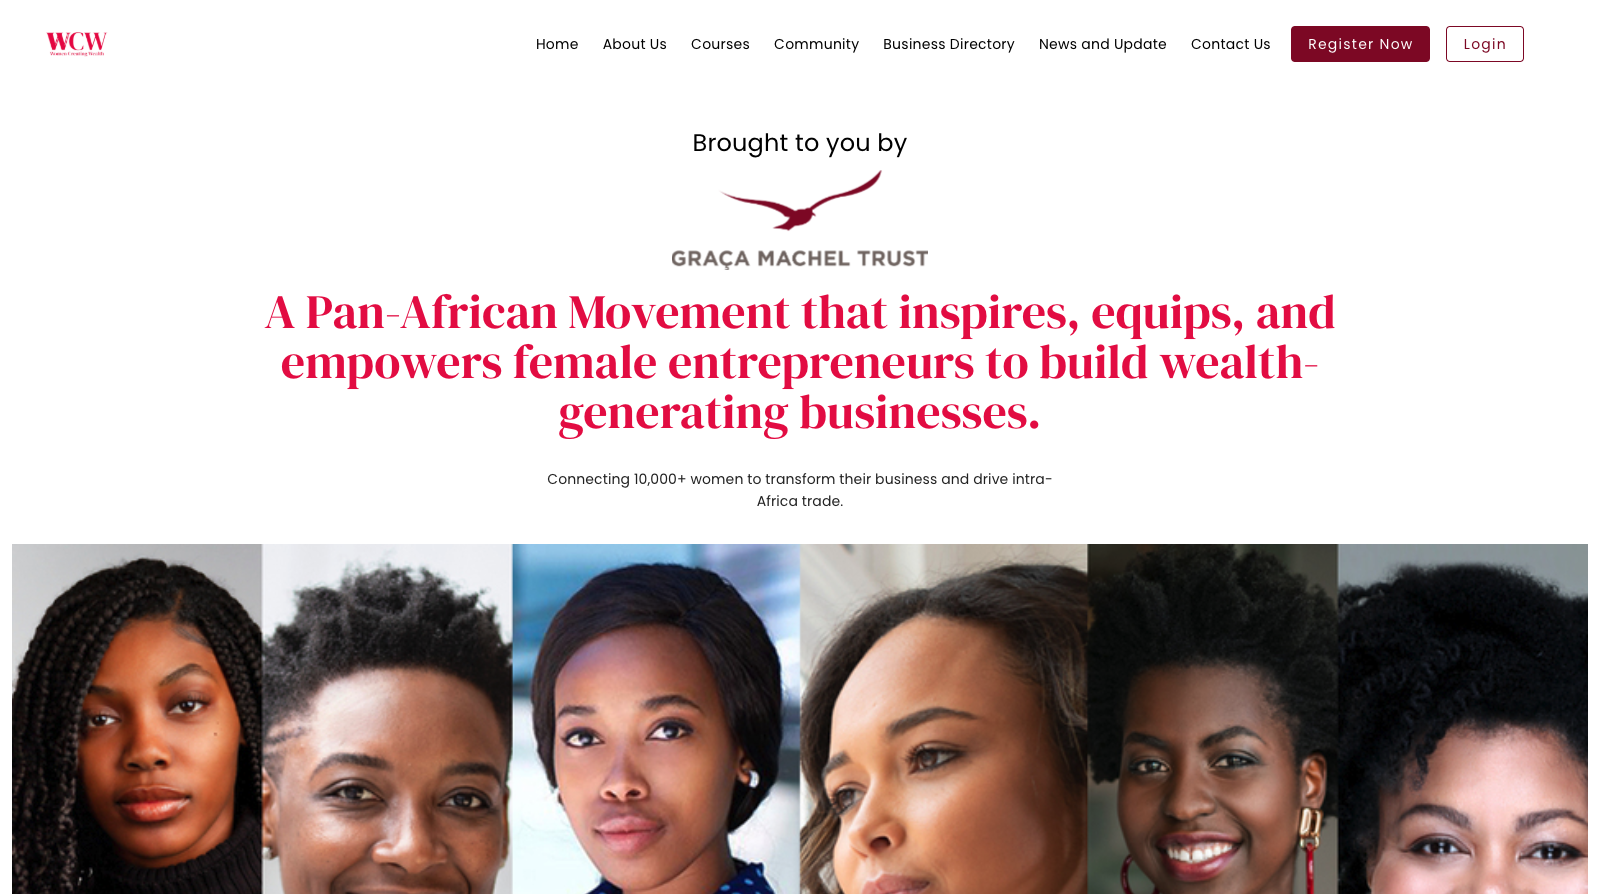 WCW
Women Creating Wealth
Home
About Us
Courses
Community
Business Directory
News and Update
Contact Us
Register Now
Login
Brought to you by
GRAÇA MACHEL TRUST
A Pan-African Movement that inspires, equips, and
empowers female entrepreneurs to build wealth-
generating businesses.
Connecting 10,000+ women to transform their business and drive intra-
Africa trade.